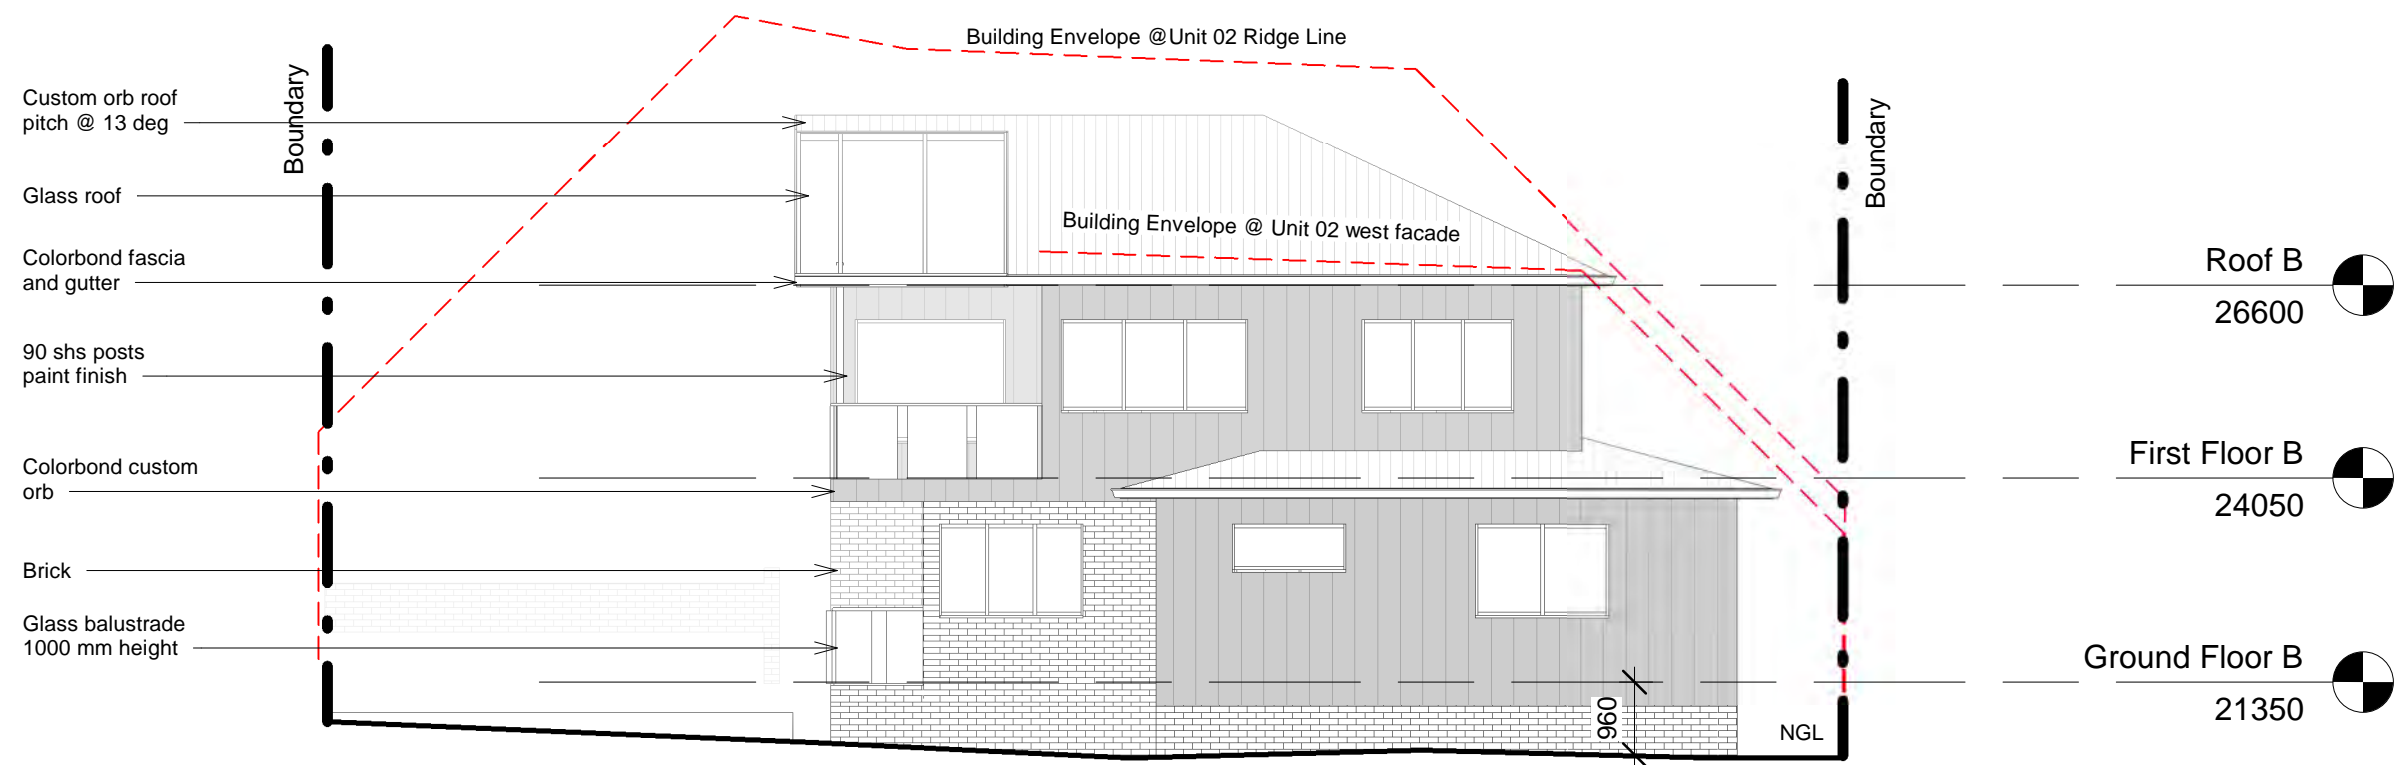 Building Envelope @Unit 02 Ridge Line
Boundary
Custom orb roof
pitch @ 13 deg
Glass roof
Colorbond fascia
and gutter
90 shs posts
paint finish
Colorbond custom
orb
Brick
Glass balustrade
1000 mm height
Building Envelope @ Unit 02 west facade
Boundary
Roof B
26600
First Floor B
24050
Ground Floor B
21350
960
NGL